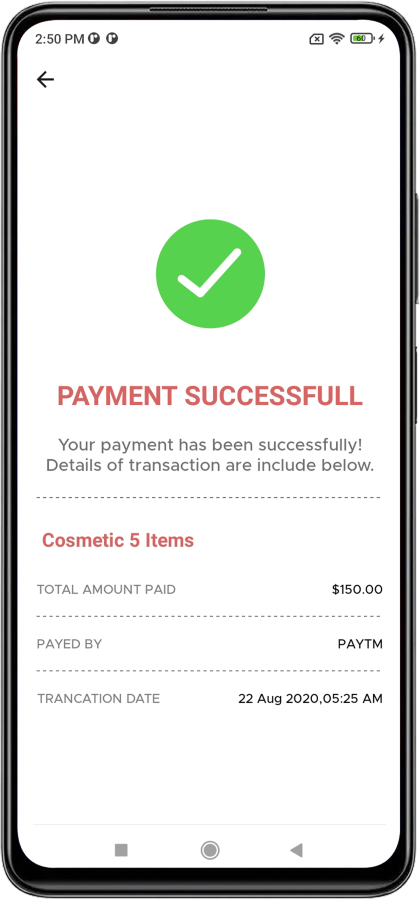 2:50 PM
60
PAYMENT SUCCESSFULL
Your payment has been successfully!
Details of transaction are include below.
Cosmetic 5 Items
TOTAL AMOUNT PAID $150.00
PAYED BY PAYTM
TRANCATION DATE 22 Aug 2020,05:25 AM